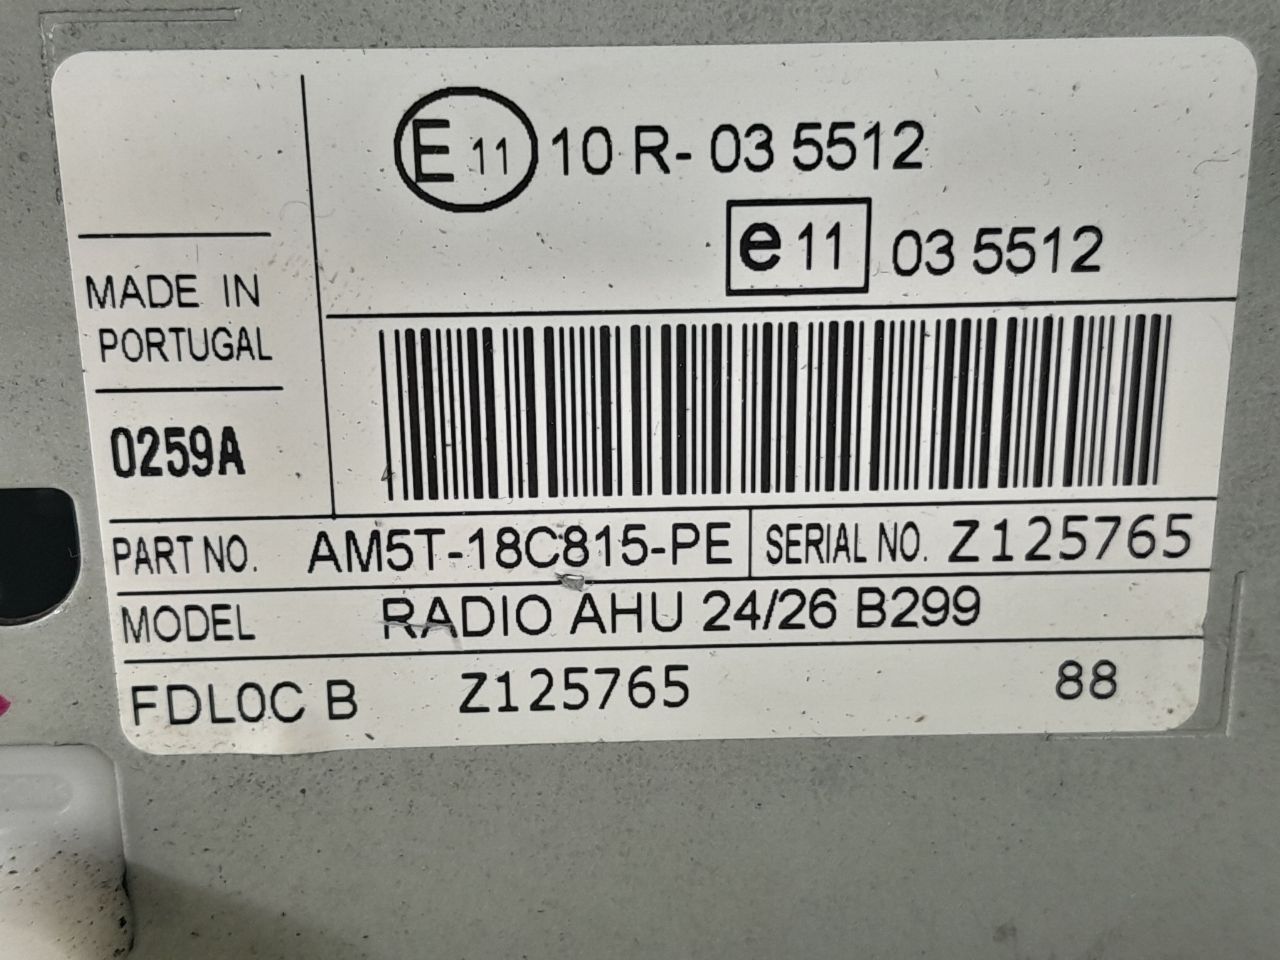 E 11 10 R- 03 5512
e 11 03 5512
MADE IN
PORTUGAL
0259A
PART NO. AM5T-18C815-PE SERIAL NO. Z125765
MODEL RADIO AHU 24/26 B299
FDLOC B Z125765 88